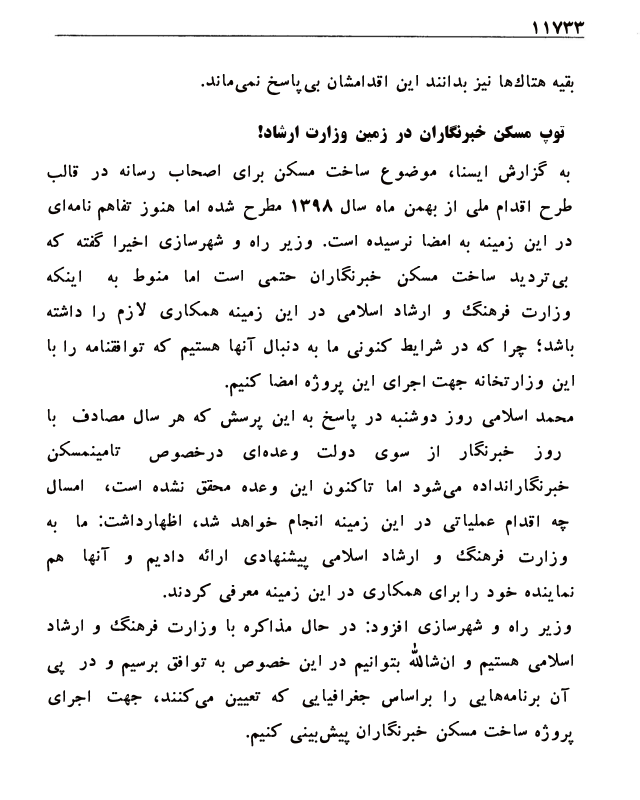 ۱۱۷۳۳
بقیه هتاك‌ها نیز بدانند این اقدامشان بی‌پاسخ نمی‌ماند.
توپ مسکن خبرنگاران در زمین وزارت ارشاد!
به گزارش ایسنا، موضوع ساخت مسکن برای اصحاب رسانه در قالب
طرح اقدام ملی از بهمن ماه سال ۱۳۹۸ مطرح شده اما هنوز تفاهم نامه‌ای
در این زمینه به امضا نرسیده است. وزیر راه و شهرسازی اخیرا گفته که
بی‌تردید ساخت مسکن خبرنگاران حتمی است اما منوط به اینکه
وزارت فرهنگ و ارشاد اسلامی در این زمینه همکاری لازم را داشته
باشد؛ چرا که در شرایط کنونی ما به دنبال آنها هستیم که توافقنامه را با
این وزارتخانه جهت اجرای این پروژه امضا کنیم.
محمد اسلامی روز دوشنبه در پاسخ به این پرسش که هر سال مصادف با
روز خبرنگار از سوی دولت وعده‌ای درخصوص تامینمسکن
خبرنگارانداده می‌شود اما تاکنون این وعده محقق نشده است، امسال
چه اقدام عملیاتی در این زمینه انجام خواهد شد، اظهارداشت: ما به
وزارت فرهنگ و ارشاد اسلامی پیشنهادی ارائه دادیم و آنها هم
نماینده خود را برای همکاری در این زمینه معرفی کردند.
وزیر راه و شهرسازی افزود: در حال مذاکره با وزارت فرهنگ و ارشاد
اسلامی هستیم و ان‌شاالله بتوانیم در این خصوص به توافق برسیم و در پی
آن برنامه‌هایی را براساس جغرافیایی که تعیین می‌کنند، جهت اجرای
پروژه ساخت مسکن خبرنگاران پیش‌بینی کنیم.